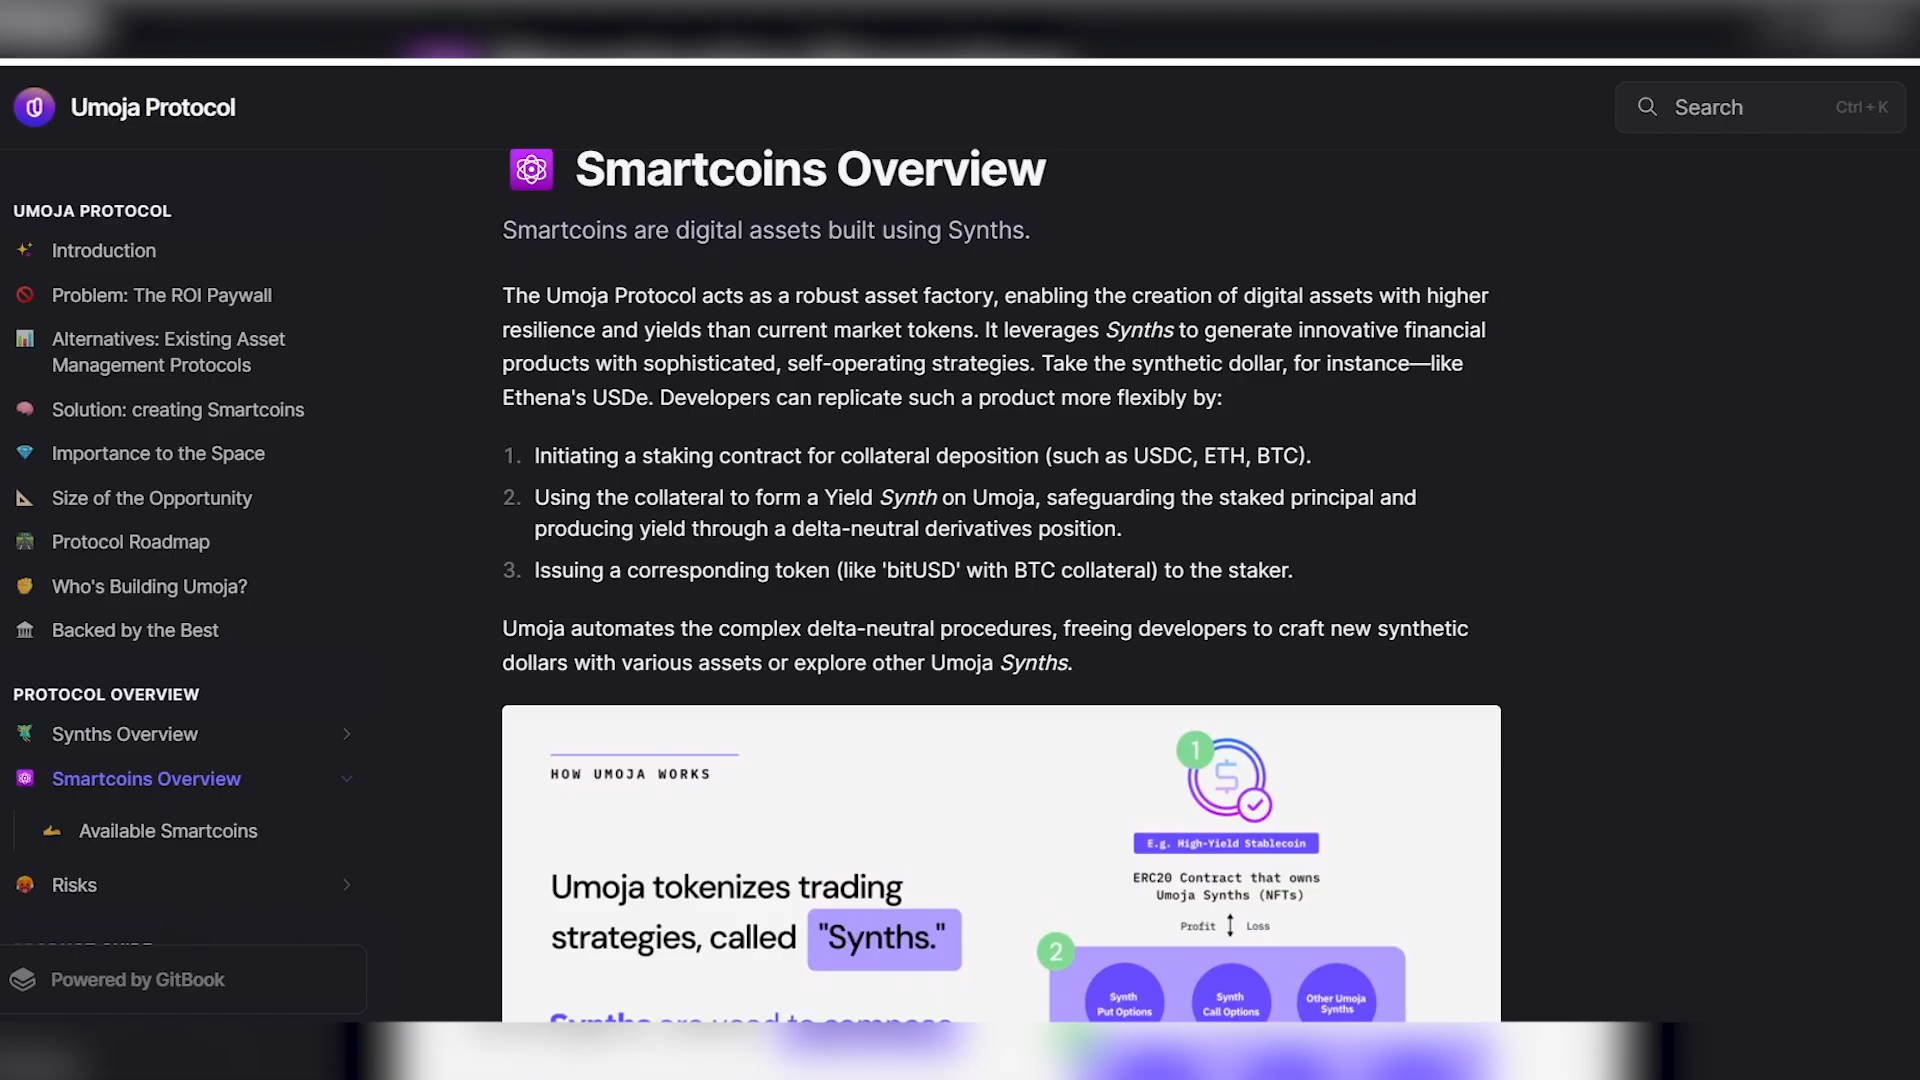 Umoja Protocol
Search
Ctrl + K
UMOJA PROTOCOL
Introduction
Problem: The ROI Paywall
Alternatives: Existing Asset
Management Protocols
Solution: creating Smartcoins
Importance to the Space
Size of the Opportunity
Protocol Roadmap
Who's Building Umoja?
Backed by the Best
PROTOCOL OVERVIEW
Synths Overview
Smartcoins Overview
Available Smartcoins
Risks
Powered by GitBook
Smartcoins Overview
Smartcoins are digital assets built using Synths.
The Umoja Protocol acts as a robust asset factory, enabling the creation of digital assets with higher
resilience and yields than current market tokens. It leverages Synths to generate innovative financial
products with sophisticated, self-operating strategies. Take the synthetic dollar, for instance—like
Ethena's USDe. Developers can replicate such a product more flexibly by:
1. Initiating a staking contract for collateral deposition (such as USDC, ETH, BTC).
2. Using the collateral to form a Yield Synth on Umoja, safeguarding the staked principal and
producing yield through a delta-neutral derivatives position.
3. Issuing a corresponding token (like 'bitUSD' with BTC collateral) to the staker.
Umoja automates the complex delta-neutral procedures, freeing developers to craft new synthetic
dollars with various assets or explore other Umoja Synths.
HOW UMOJA WORKS
Umoja tokenizes trading
strategies, called "Synths."
Synths are used to compose
1
E.g. High-Yield Stablecoin
ERC20 Contract that owns
Umoja Synths (NFTs)
Profit Loss
2
Synth
Put Options
Synth
Call Options
Other Umoja
Synths